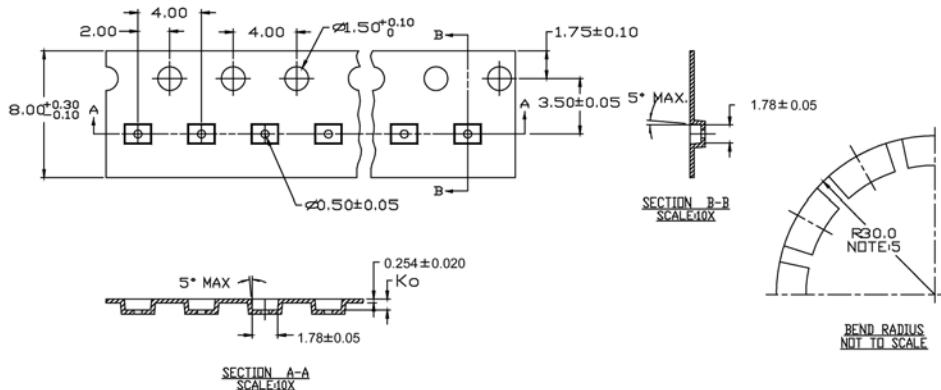 4.00
2.00
4.00
Ø1.50 +0.10 0
B
1.75±0.10
8.00 +0.30 -0.10
A
A
3.50±0.05
Ø0.50±0.05
B
5° MAX.
1.78±0.05
SECTION B-B
SCALE:10X
R30.0
NOTE:5
BEND RADIUS
NOT TO SCALE
5° MAX
0.254±0.020
Ko
1.78±0.05
SECTION A-A
SCALE:10X